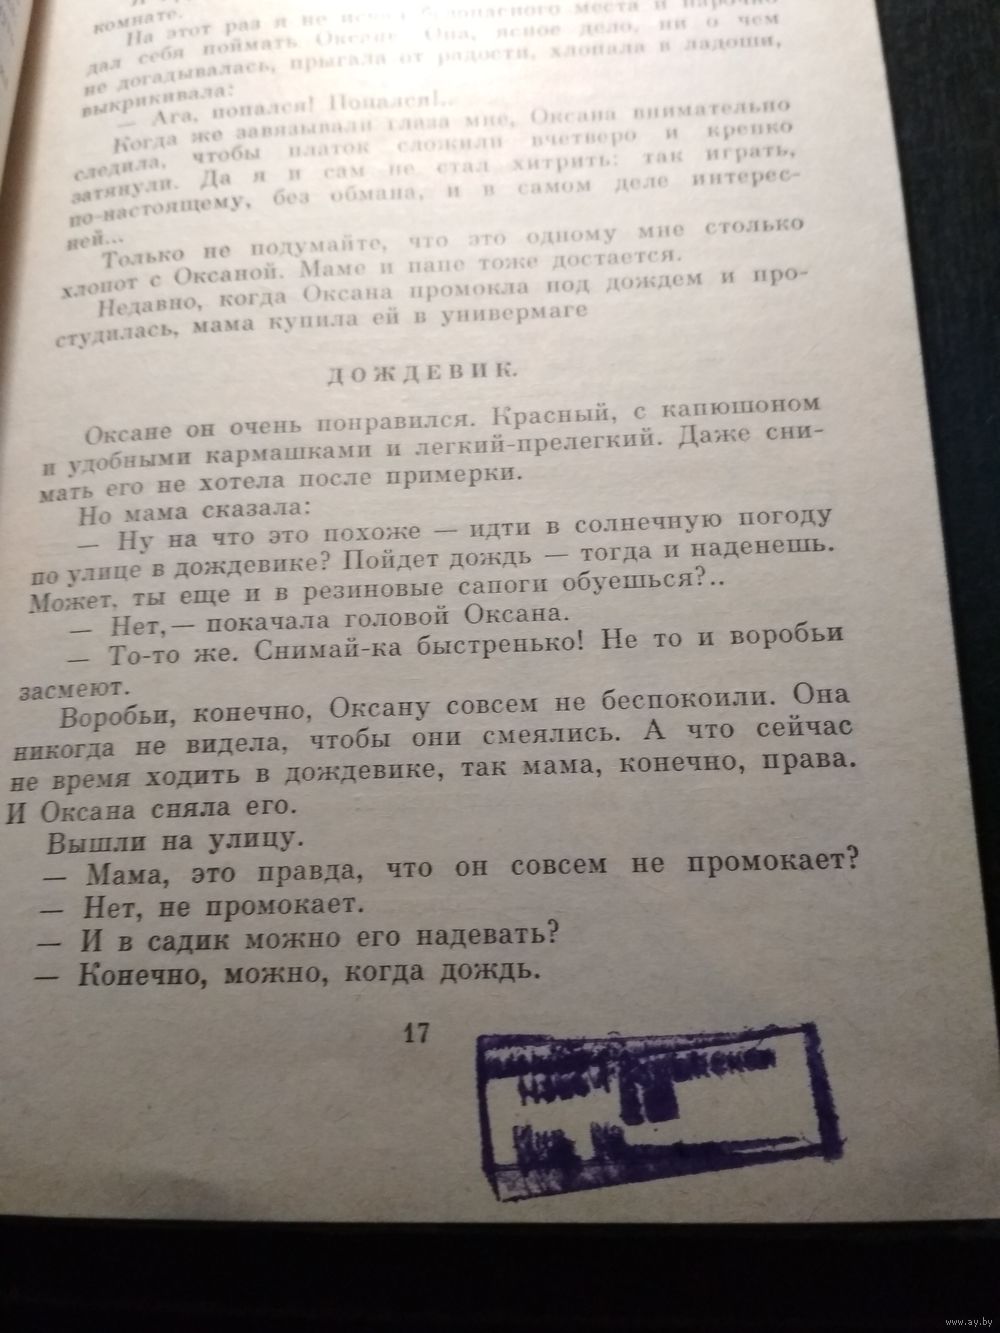 комнате.
На этот раз я не искал безопасного места и нарочно
дал себя поймать Оксане. Она, ясное дело, ни о чем
не догадывалась, прыгала от радости, хлопала в ладоши,
выкрикивала:
— Ага, попался! Попался!..
Когда же завязывали глаза мне, Оксана внимательно
следила, чтобы платок сложили вчетверо и крепко
затянули. Да я и сам не стал хитрить: так играть,
по-настоящему, без обмана, и в самом деле интерес-
ней...
Только не подумайте, что это одному мне столько
хлопот с Оксаной. Маме и папе тоже достается.
Недавно, когда Оксана промокла под дождем и про-
студилась, мама купила ей в универмаге
ДОЖДЕВИК.
Оксане он очень понравился. Красный, с капюшоном
и удобными кармашками и легкий-прелегкий. Даже сни-
мать его не хотела после примерки.
Но мама сказала:
— Ну на что это похоже — идти в солнечную погоду
по улице в дождевике? Пойдет дождь — тогда и наденешь.
Может, ты еще и в резиновые сапоги обуешься?..
— Нет,— покачала головой Оксана.
— То-то же. Снимай-ка быстренько! Не то и воробьи
засмеют.
Воробьи, конечно, Оксану совсем не беспокоили. Она
никогда не видела, чтобы они смеялись. А что сейчас
не время ходить в дождевике, так мама, конечно, права.
И Оксана сняла его.
Вышли на улицу.
— Мама, это правда, что он совсем не промокает?
— Нет, не промокает.
— И в садик можно его надевать?
— Конечно, можно, когда дождь.
17
Инв. №
www.ay.by